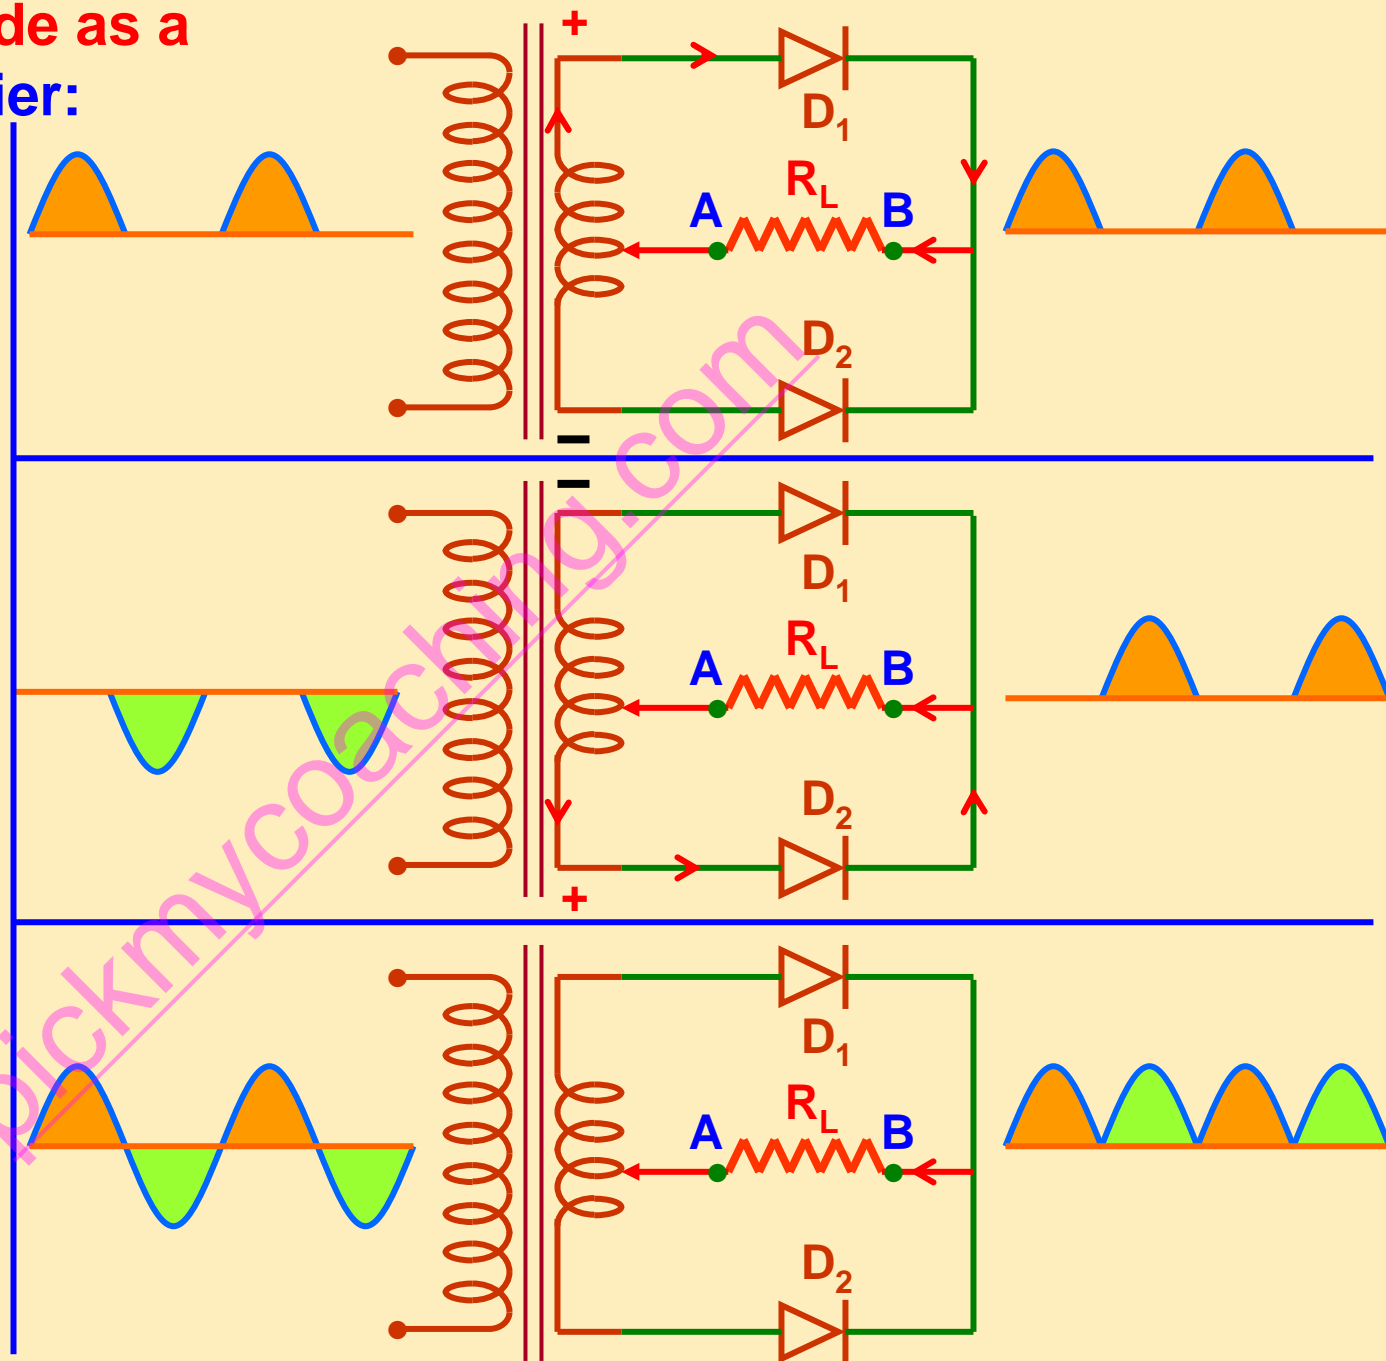 de as a
ier:
+
D1
RL
A B
D2
–
–
D1
RL
A B
D2
+
D1
RL
A B
D2
pickmycoaching.com